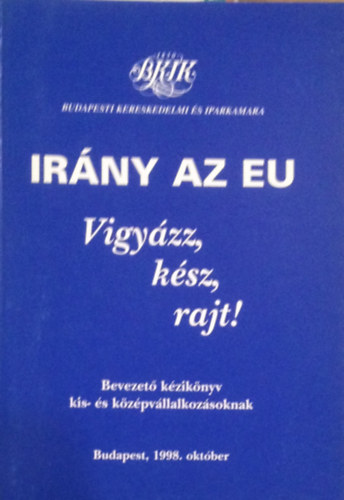 BKIK
BUDAPESTI KERESKEDELMI ÉS IPARKAMARA
IRÁNY AZ EU
Vigyázz,
kész,
rajt!
Bevezető kézikönyv
kis- és középvállalkozásoknak
Budapest, 1998. október